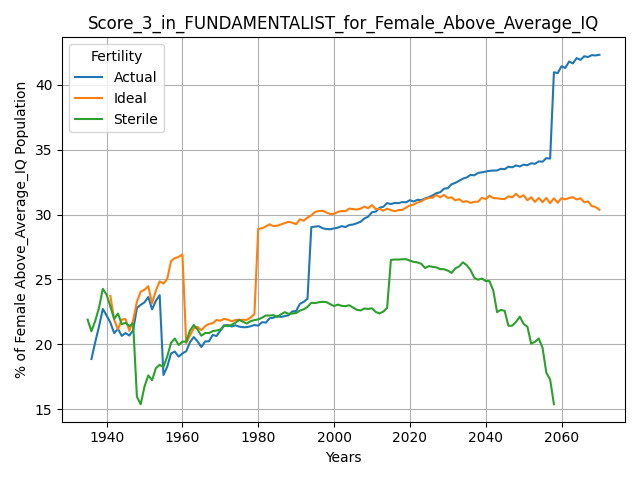 Score_3_in_FUNDAMENTALIST_for_Female_Above_Average_IQ
Fertility
Actual
Ideal
Sterile
% of Female Above_Average_IQ Population
40
35
30
25
20
15
1940 1960 1980 2000 2020 2040 2060
Years